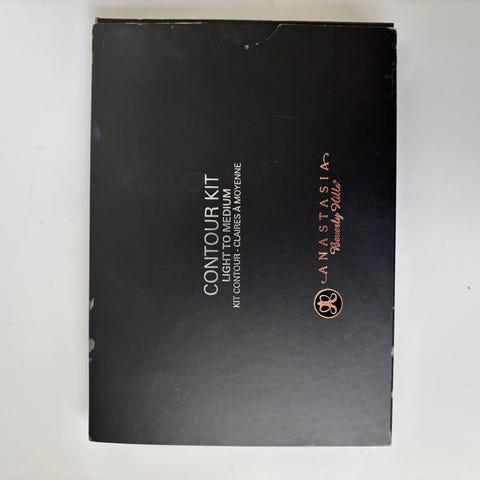 CONTOUR KIT
LIGHT TO MEDIUM
KIT CONTOUR - CLAIRES À MOYENNE
ANASTASIA
Beverly Hills®